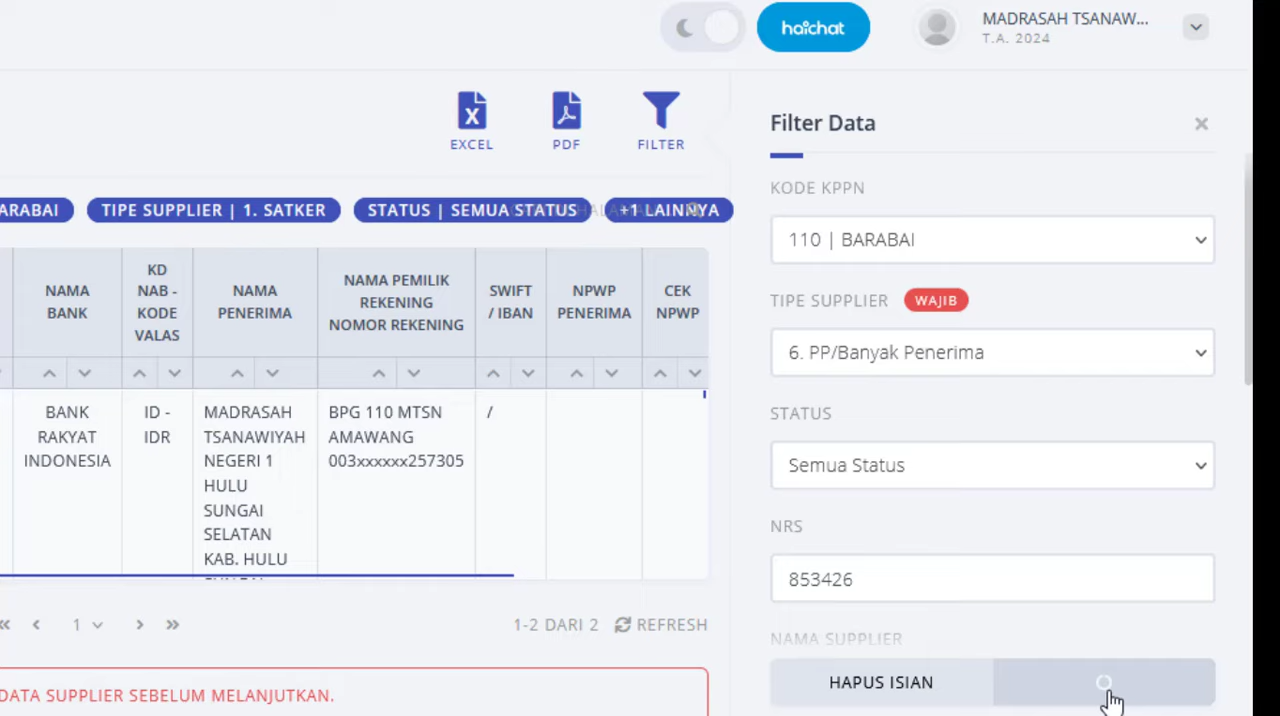 haichat
MADRASAH TSANAW...
T.A. 2024
EXCEL
PDF
FILTER
ARABAI
TIPE SUPPLIER | 1. SATKER
STATUS | SEMUA STATUS
+1 LAINNYA
NAMA
BANK
KD
NAB -
KODE
VALAS
NAMA
PENERIMA
NAMA PEMILIK
REKENING
NOMOR REKENING
SWIFT
/ IBAN
NPWP
PENERIMA
CEK
NPWP
BANK
RAKYAT
INDONESIA
ID -
IDR
MADRASAH
TSANAWIYAH
NEGERI 1
HULU
SUNGAI
SELATAN
KAB. HULU
BPG 110 MTSN
AMAWANG
003xxxxxx257305
/
1
1-2 DARI 2
REFRESH
DATA SUPPLIER SEBELUM MELANJUTKAN.
Filter Data
KODE KPPN
110 | BARABAI
TIPE SUPPLIER WAJIB
6. PP/Banyak Penerima
STATUS
Semua Status
NRS
853426
NAMA SUPPLIER
HAPUS ISIAN